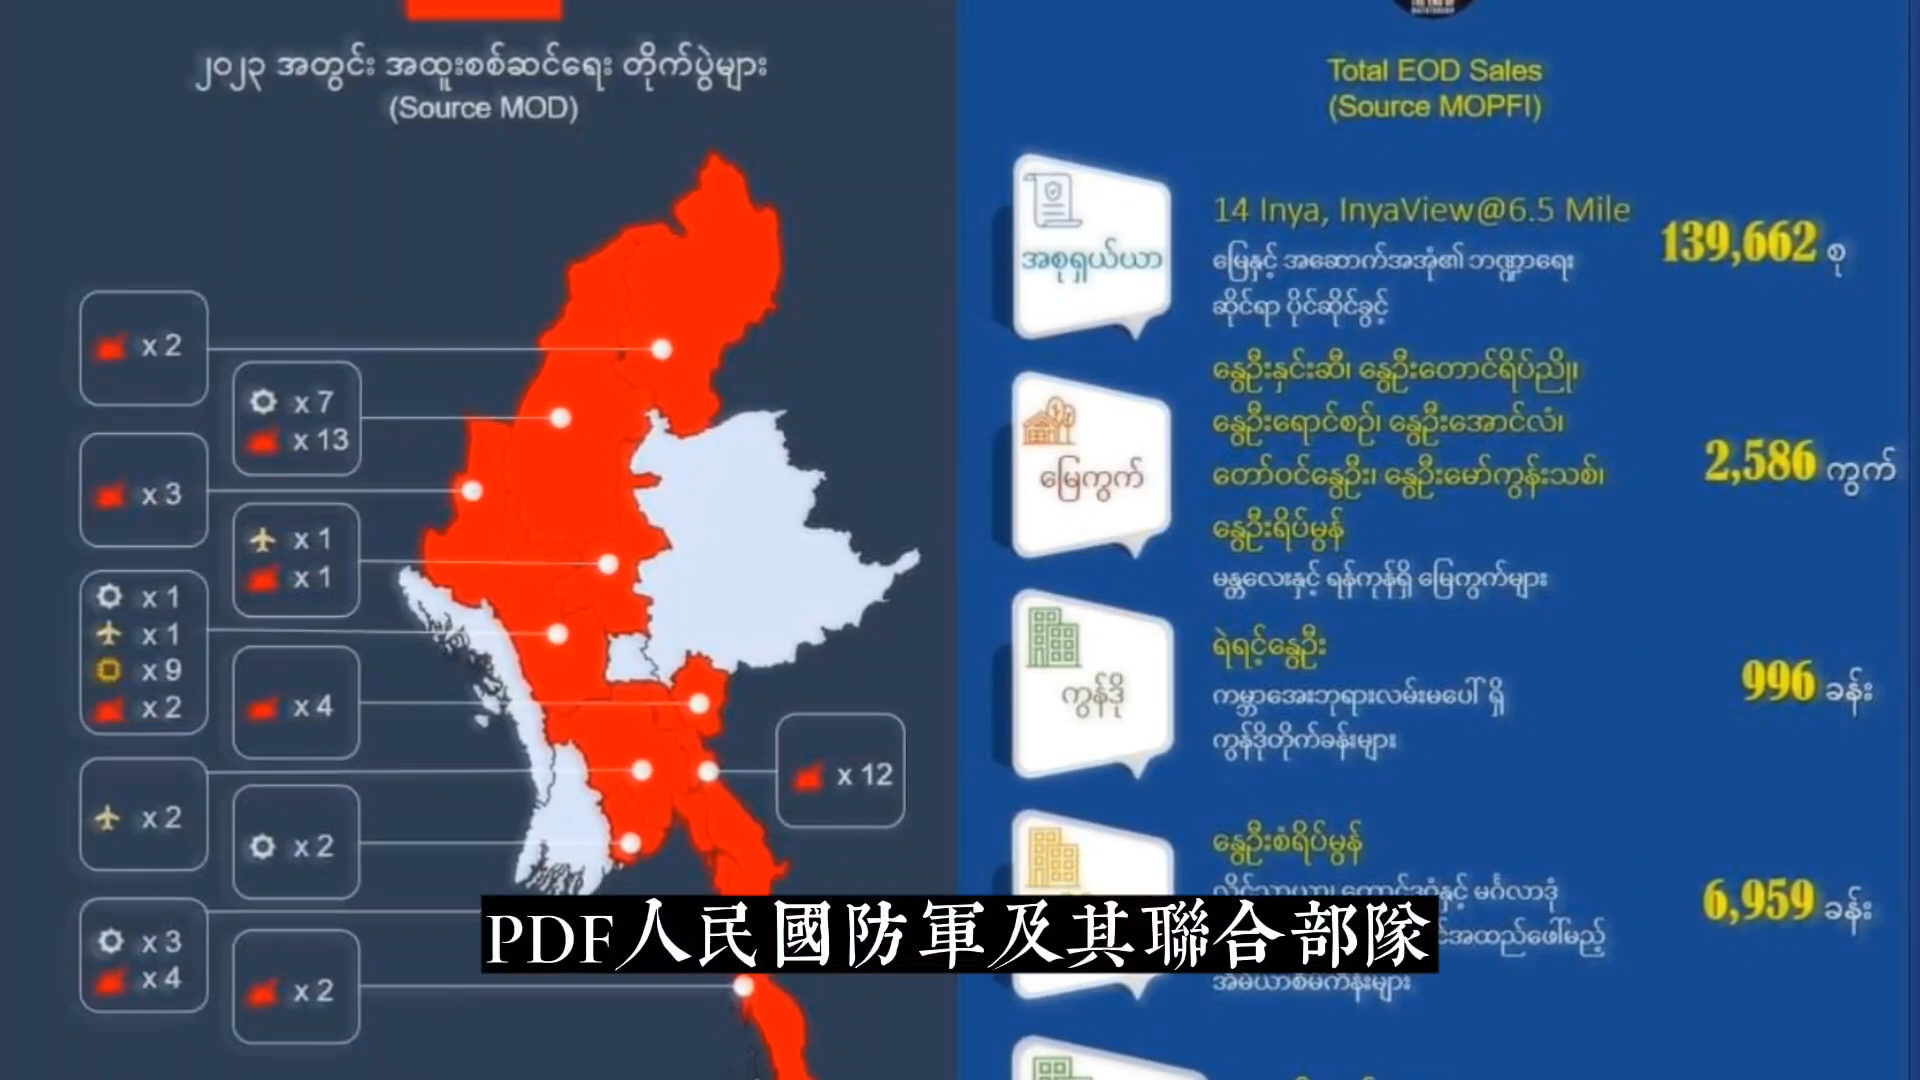 ၂၀၂၃ အတွင်း အထူးစစ်ဆင်ရေး တိုက်ပွဲများ
(Source MOD)
x 2
x 7
x 13
x 3
x 1
x 1
x 1
x 1
x 9
x 2
x 4
x 12
x 2
x 2
x 3
x 4
x 2
Total EOD Sales
(Source MOPFI)
အစုရှယ်ယာ
14 Inya, InyaView@6.5 Mile
မြေနှင့် အဆောက်အအုံ၏ ဘဏ္ဍာရေး
ဆိုင်ရာ ပိုင်ဆိုင်ခွင့်
139,662 စု
မြေကွက်
နွေဦးနှင်းဆီ၊ နွေဦးတောင်ရိပ်ညို၊
နွေဦးရောင်စဉ်၊ နွေဦးအောင်လံ၊
တော်ဝင်နွေဦး၊ နွေဦးမော်ကွန်းသစ်၊
နွေဦးရိပ်မွန်
မန္တလေးနှင့် ရန်ကုန်ရှိ မြေကွက်များ
2,586 ကွက်
ကွန်ဒို
ရဲရင့်နွေဦး
ကမ္ဘာအေးဘုရားလမ်းမပေါ် ရှိ
ကွန်ဒိုတိုက်ခန်းများ
996 ခန်း
နွေဦးစံရိပ်မွန်
6,959 ခန်း
PDF人民國防軍及其聯合部隊